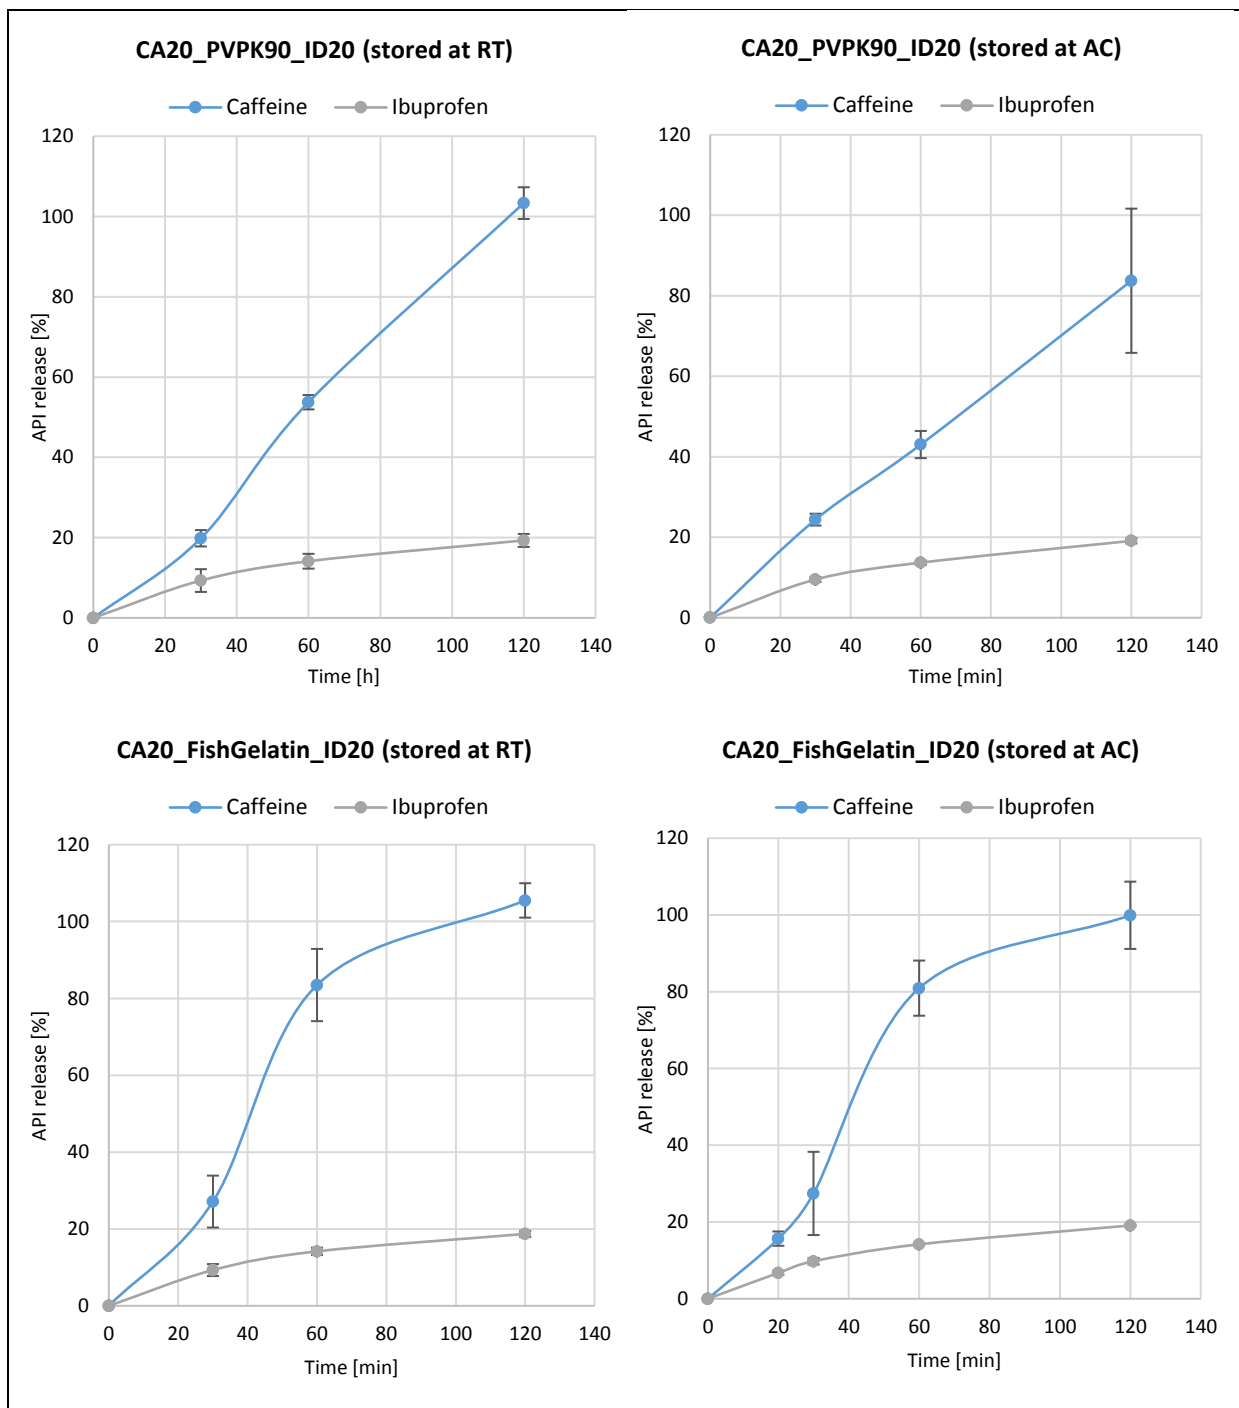 CA20_PVPK90_ID20 (stored at RT)
Caffeine Ibuprofen
120
100
80
60
40
20
0
API release [%]
0 20 40 60 80 100 120 140
Time [h]
CA20_PVPK90_ID20 (stored at AC)
Caffeine Ibuprofen
120
100
80
60
40
20
0
API release [%]
0 20 40 60 80 100 120 140
Time [min]
CA20_FishGelatin_ID20 (stored at RT)
Caffeine Ibuprofen
120
100
80
60
40
20
0
API release [%]
0 20 40 60 80 100 120 140
Time [min]
CA20_FishGelatin_ID20 (stored at AC)
Caffeine Ibuprofen
120
100
80
60
40
20
0
API release [%]
0 20 40 60 80 100 120 140
Time [min]